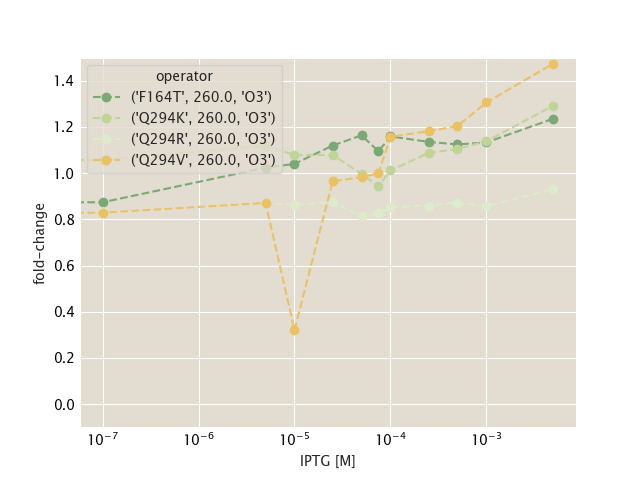 operator
('F164T', 260.0, 'O3')
('Q294K', 260.0, 'O3')
('Q294R', 260.0, 'O3')
('Q294V', 260.0, 'O3')
1.4
1.2
1.0
0.8
0.6
0.4
0.2
0.0
fold-change
10⁻⁷ 10⁻⁶ 10⁻⁵ 10⁻⁴ 10⁻³
IPTG [M]